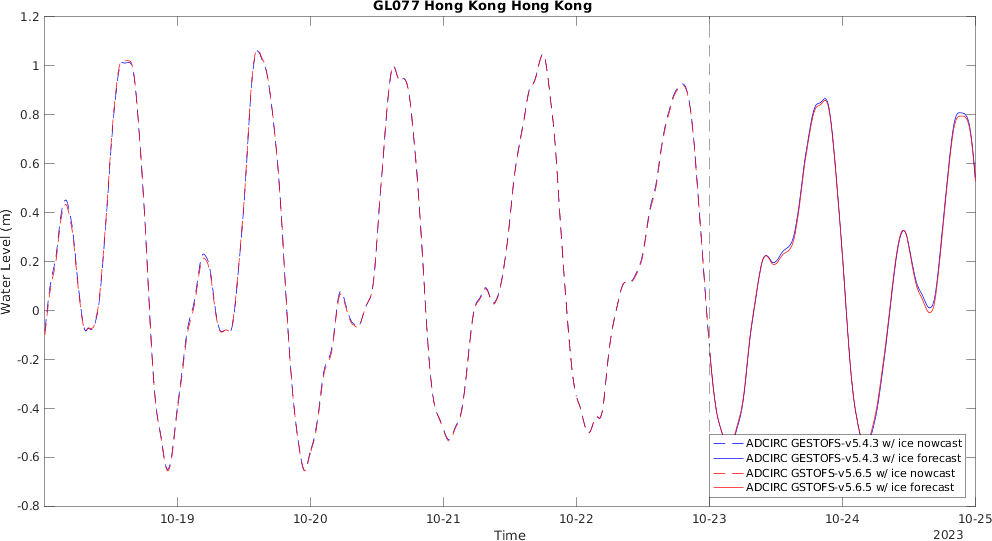 GL077 Hong Kong Hong Kong
Water Level (m)
1.2
1
0.8
0.6
0.4
0.2
0
-0.2
-0.4
-0.6
-0.8
ADCIRC GESTOFS-v5.4.3 w/ ice nowcast
ADCIRC GESTOFS-v5.4.3 w/ ice forecast
ADCIRC GSTOFS-v5.6.5 w/ ice nowcast
ADCIRC GSTOFS-v5.6.5 w/ ice forecast
10-19 10-20 10-21 10-22 10-23 10-24 10-25
Time
2023